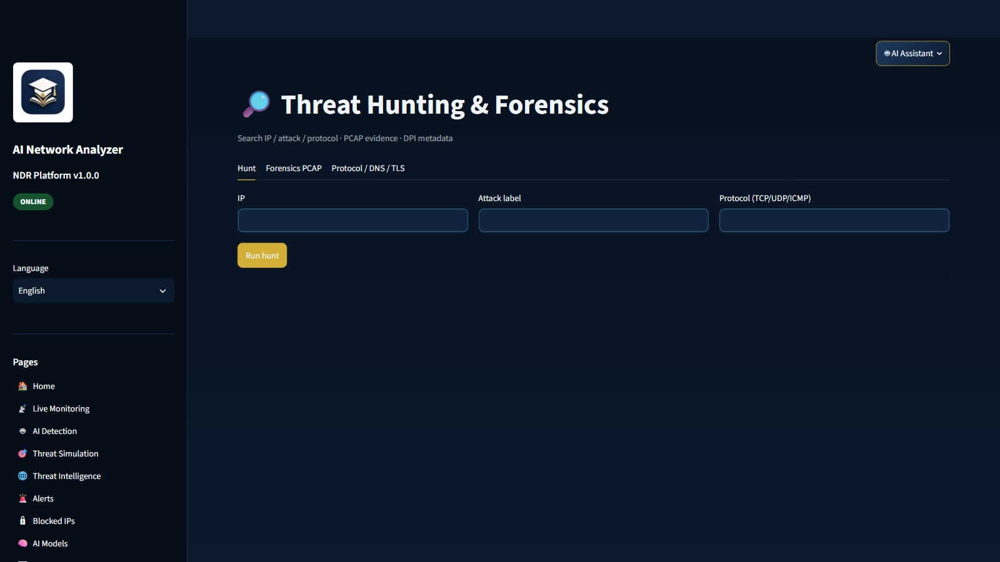 AI Network Analyzer
NDR Platform v1.0.0
ONLINE
Language
English
Pages
Home
Live Monitoring
AI Detection
Threat Simulation
Threat Intelligence
Alerts
Blocked IPs
AI Models
AI Assistant
Threat Hunting & Forensics
Search IP / attack / protocol · PCAP evidence · DPI metadata
Hunt Forensics PCAP Protocol / DNS / TLS
IP Attack label Protocol (TCP/UDP/ICMP)
Run hunt